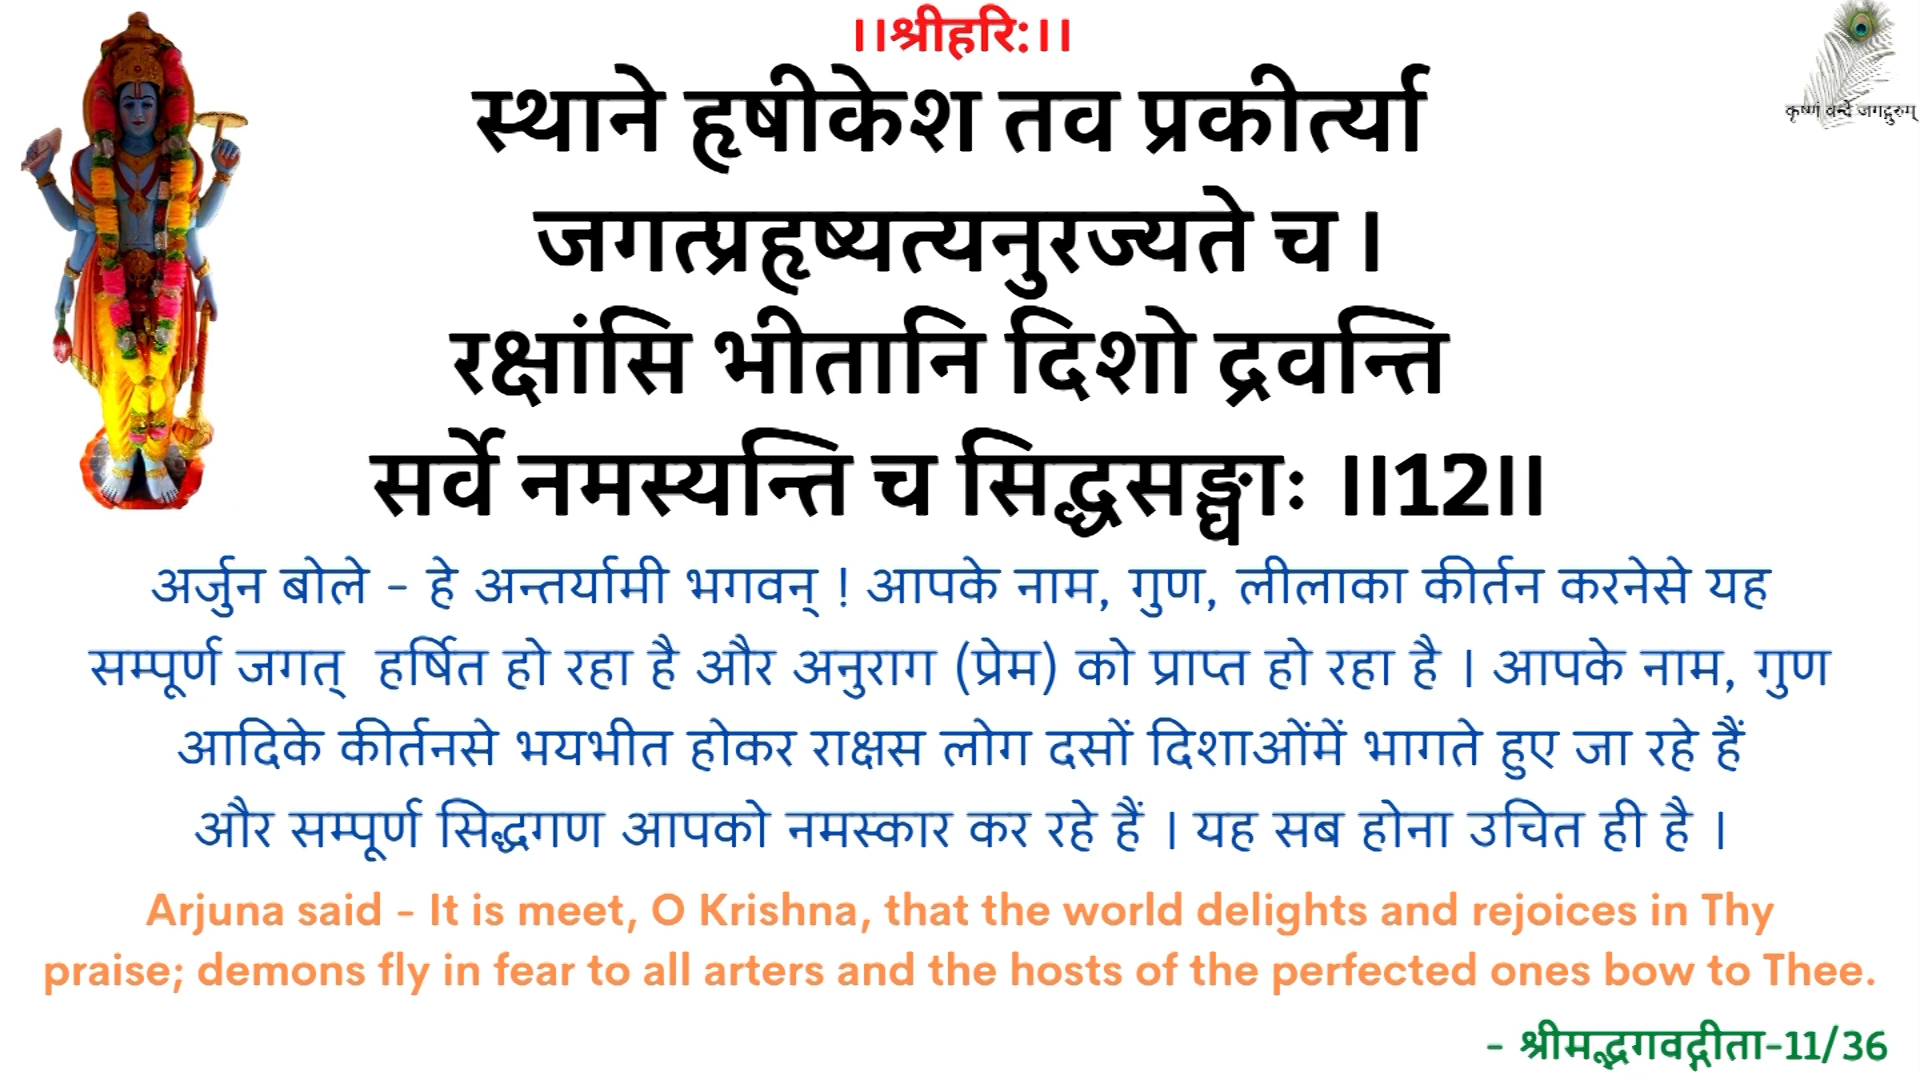 ।।श्रीहरि:।।
कृष्णं वन्दे जगद्गुरुम्
स्थाने हृषीकेश तव प्रकीर्त्या
जगत्प्रहृष्यत्यनुरज्यते च ।
रक्षांसि भीतानि दिशो द्रवन्ति
सर्वे नमस्यन्ति च सिद्धसङ्घाः ॥12॥
अर्जुन बोले - हे अन्तर्यामी भगवन् ! आपके नाम, गुण, लीलाका कीर्तन करनेसे यह
सम्पूर्ण जगत् हर्षित हो रहा है और अनुराग (प्रेम) को प्राप्त हो रहा है । आपके नाम, गुण
आदिके कीर्तनसे भयभीत होकर राक्षस लोग दसों दिशाओंमें भागते हुए जा रहे हैं
और सम्पूर्ण सिद्धगण आपको नमस्कार कर रहे हैं । यह सब होना उचित ही है ।
Arjuna said - It is meet, O Krishna, that the world delights and rejoices in Thy
praise; demons fly in fear to all arters and the hosts of the perfected ones bow to Thee.
- श्रीमद्भगवद्गीता-11/36